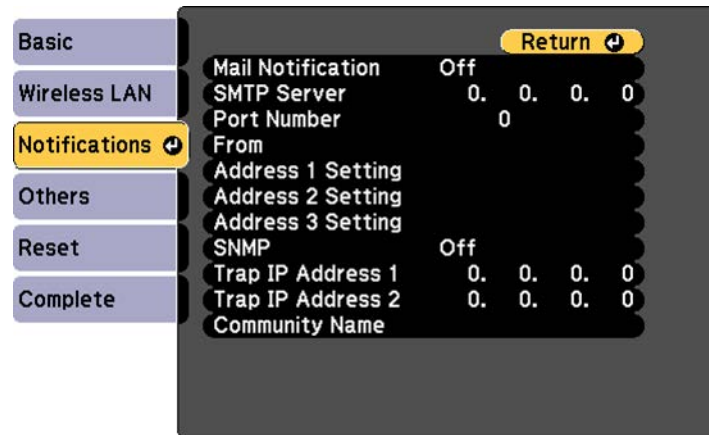 Basic
Wireless LAN
Notifications
Others
Reset
Complete
Return
Mail Notification Off
SMTP Server 0. 0. 0. 0
Port Number 0
From
Address 1 Setting
Address 2 Setting
Address 3 Setting
SNMP Off
Trap IP Address 1 0. 0. 0. 0
Trap IP Address 2 0. 0. 0. 0
Community Name